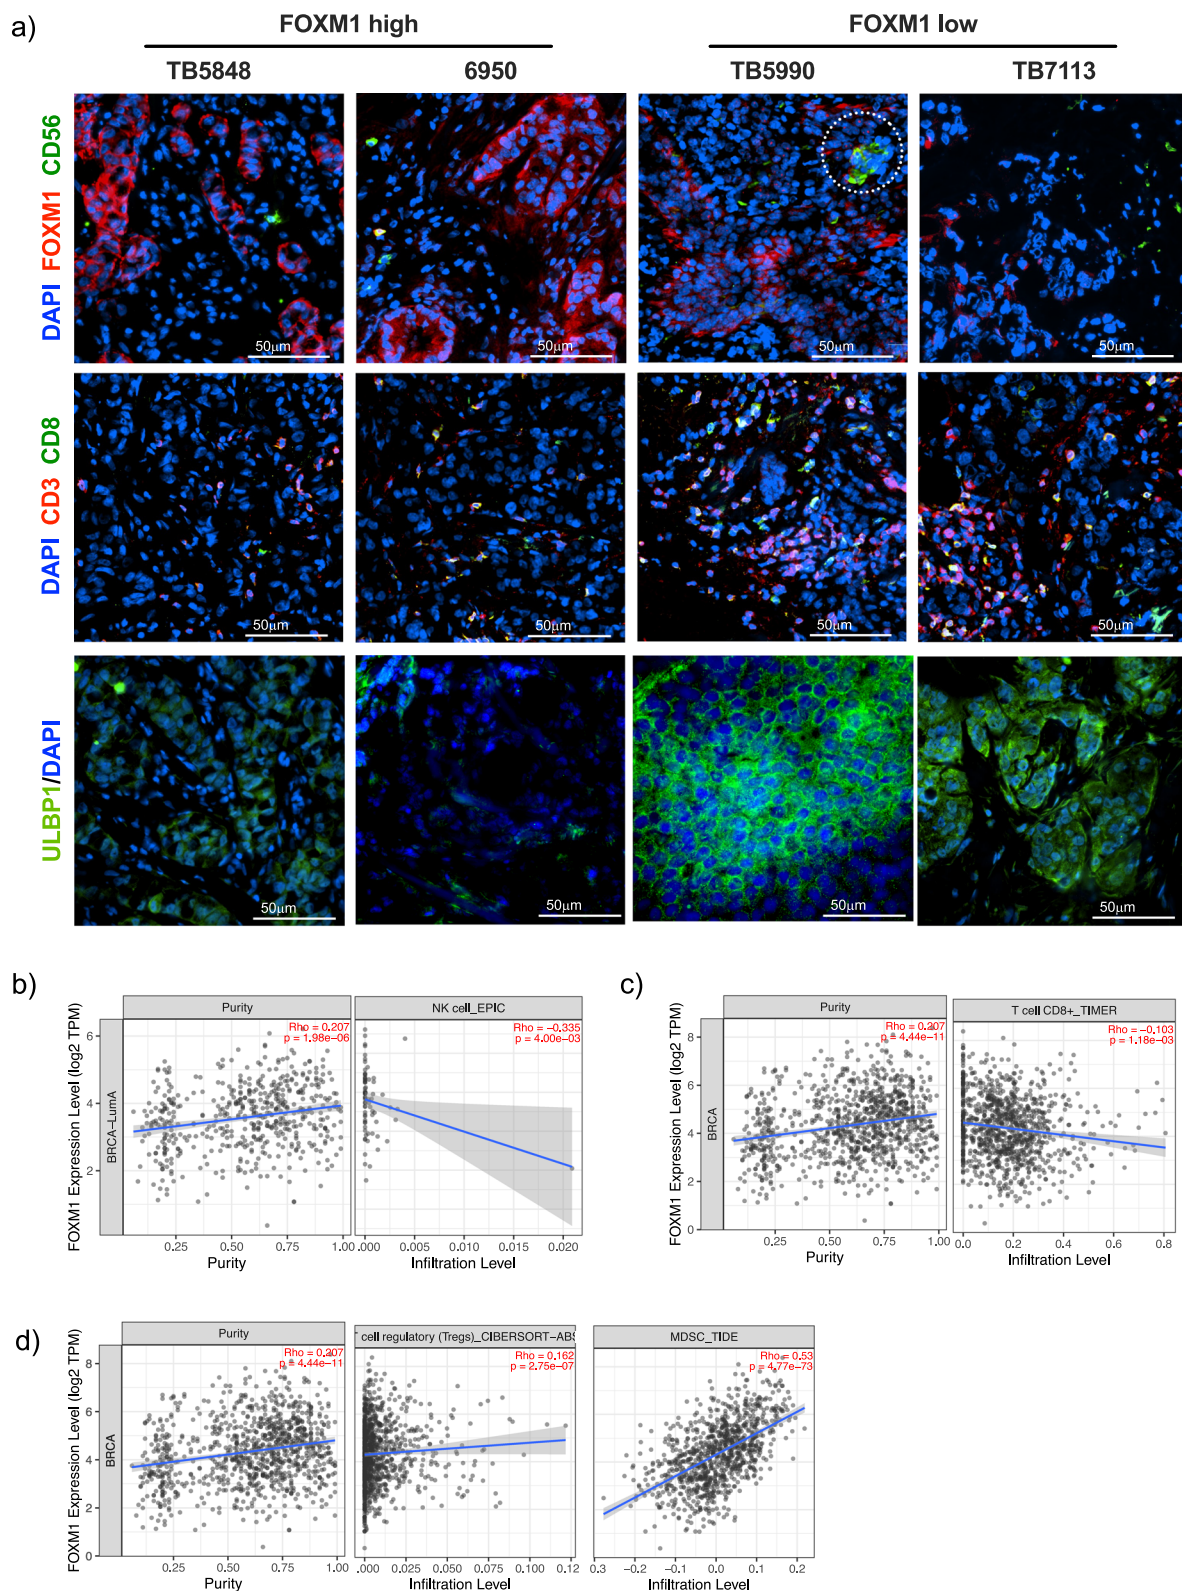 a)
FOXM1 high
FOXM1 low
TB5848
6950
TB5990
TB7113
DAPI FOXM1 CD56
50µm
50µm
50µm
50µm
DAPI CD3 CD8
50µm
50µm
50µm
50µm
ULBP1/DAPI
50µm
50µm
50µm
50µm
b)
FOXM1 Expression Level (log2 TPM)
BRCA−LumA
6
4
2
Purity
Rho = 0.207
p = 1.98e−06
0.25
0.50
0.75
1.00
Purity
NK cell_EPIC
Rho = −0.335
p = 4.00e−03
0.000
0.005
0.010
0.015
0.020
Infiltration Level
c)
FOXM1 Expression Level (log2 TPM)
BRCA
8
6
4
2
0
Purity
Rho = 0.207
p = 4.44e−11
0.25
0.50
0.75
1.00
Purity
T cell CD8+_TIMER
Rho = −0.103
p = 1.18e−03
0.0
0.2
0.4
0.6
0.8
Infiltration Level
d)
FOXM1 Expression Level (log2 TPM)
BRCA
8
6
4
2
0
Purity
Rho = 0.207
p = 4.44e−11
0.25
0.50
0.75
1.00
Purity
cell regulatory (Tregs)_CIBERSORT−ABS
Rho = 0.162
p = 2.75e−07
0.000
0.025
0.050
0.075
0.100
0.12
Infiltration Level
MDSC_TIDE
Rho = 0.53
p = 4.77e−73
0.3
−0.2
−0.1
0.0
0.1
0.2
Infiltration Level